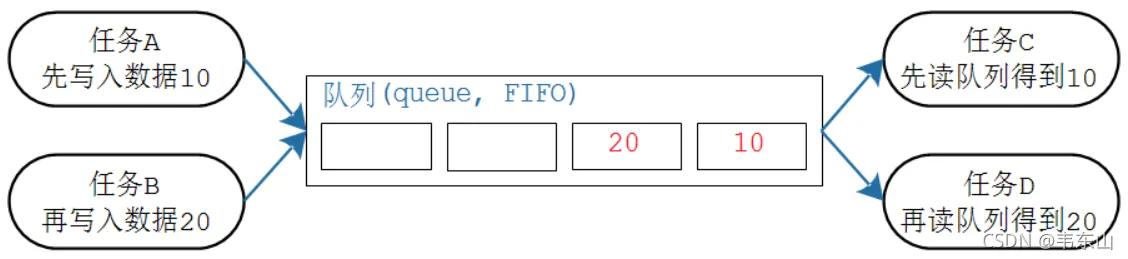 任务A
先写入数据10
任务B
再写入数据20
队列(queue, FIFO)
20
10
任务C
先读队列得到10
任务D
再读队列得到20
CSDN @韦东山